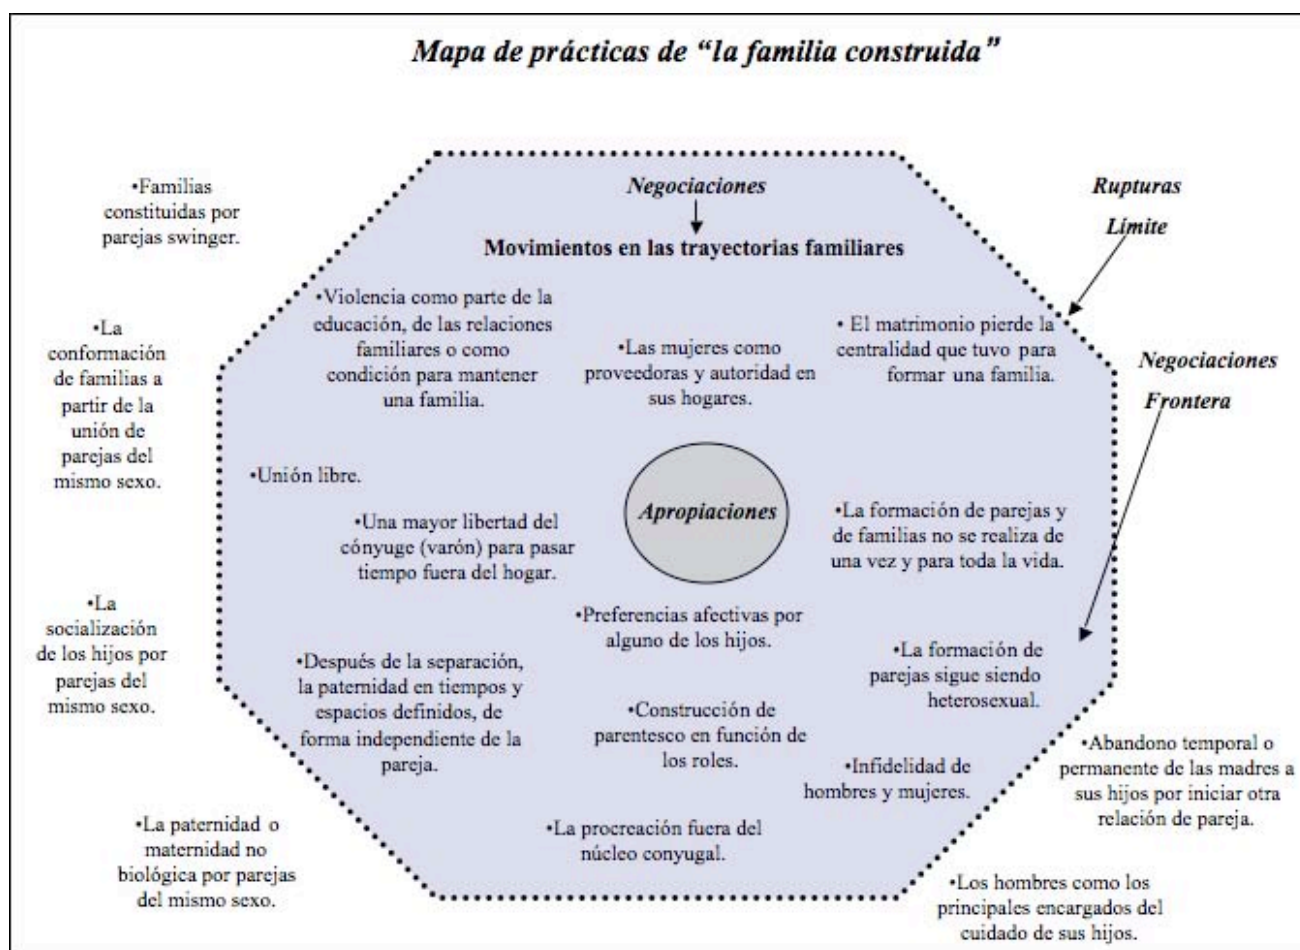 Mapa de prácticas de “la familia construida”
•Familias
constituidas por
parejas swinger.
Negociaciones
Movimientos en las trayectorias familiares
Rupturas
Límite
•La
conformación
de familias a
partir de la
unión de
parejas del
mismo sexo.
•Violencia como parte de la
educación, de las relaciones
familiares o como
condición para mantener
una familia.
•Las mujeres como
proveedoras y autoridad en
sus hogares.
• El matrimonio pierde la
centralidad que tuvo para
formar una familia.
Negociaciones
Frontera
•Unión libre.
•Una mayor libertad del
cónyuge (varón) para pasar
tiempo fuera del hogar.
Apropiaciones
•La formación de parejas y
de familias no se realiza de
una vez y para toda la vida.
•La
socialización
de los hijos por
parejas del
mismo sexo.
•Después de la separación,
la paternidad en tiempos y
espacios definidos, de
forma independiente de la
pareja.
•Preferencias afectivas por
alguno de los hijos.
•Construcción de
parentesco en función de
los roles.
•La formación de
parejas sigue siendo
heterosexual.
•Infidelidad de
hombres y mujeres.
•La procreación fuera del
núcleo conyugal.
•La paternidad o
maternidad no
biológica por parejas
del mismo sexo.
•Abandono temporal o
permanente de las madres a
sus hijos por iniciar otra
relación de pareja.
•Los hombres como los
principales encargados del
cuidado de sus hijos.